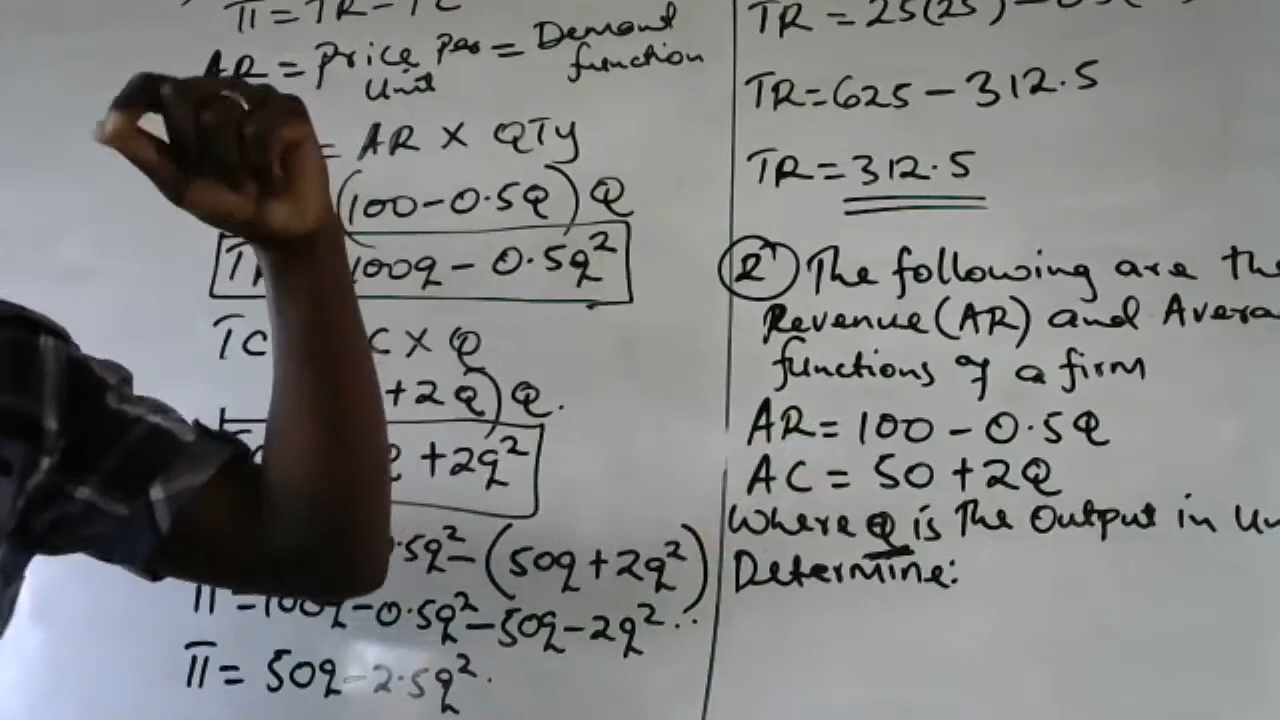 π = TR - TC
AR = Price Per Unit = Demand function
= AR X QTY
(100-0.5Q)Q
100q - 0.5q²
TC C X Q
+2Q)Q.
+2q²
.5q² - (50q+2q²)
π = 100q - 0.5q² - 50q - 2q²..
π = 50q - 2.5q².
TR = 25(25) -
TR = 625 - 312.5
TR = 312.5
2 The following are the
Revenue (AR) and
functions of a firm
AR = 100 - 0.5Q
AC = 50 + 2Q
Where Q is The Output in
Determine: